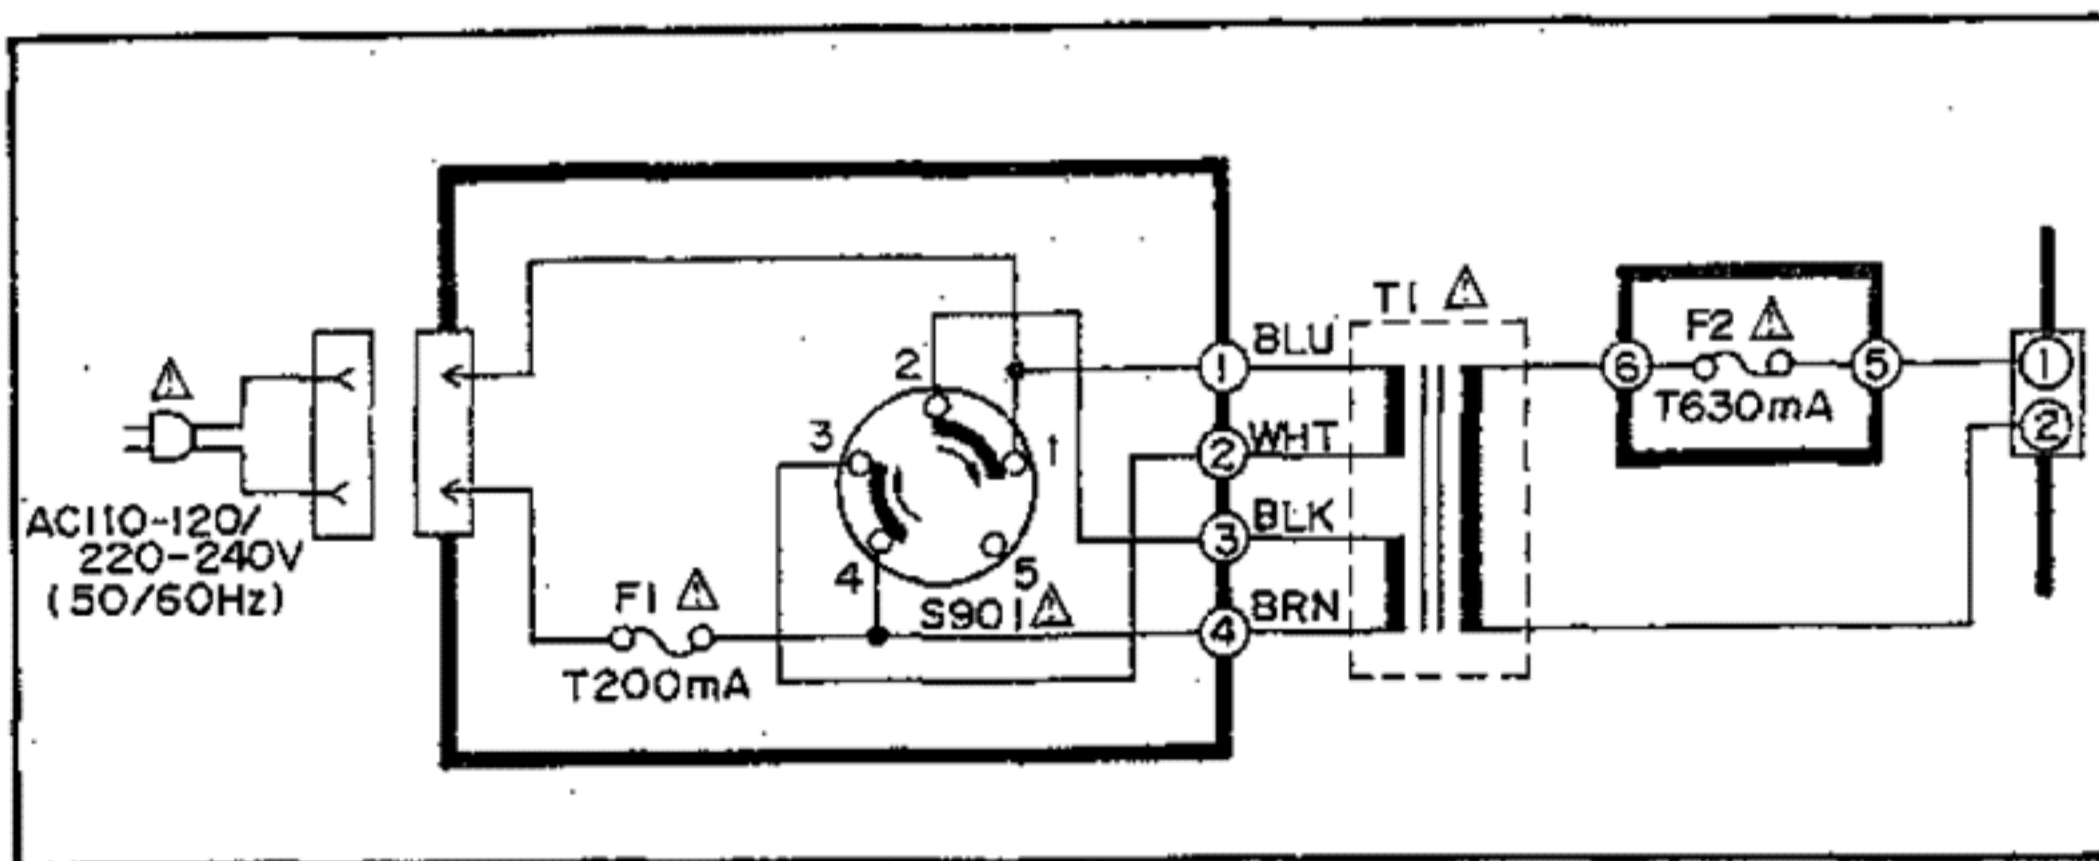 AC110-120/
220-240V
(50/60Hz)
F1
T200mA
2
3
1
4
5
S901
1
BLU
2
WHT
3
BLK
4
BRN
T1
6
F2
T630mA
5
1
2